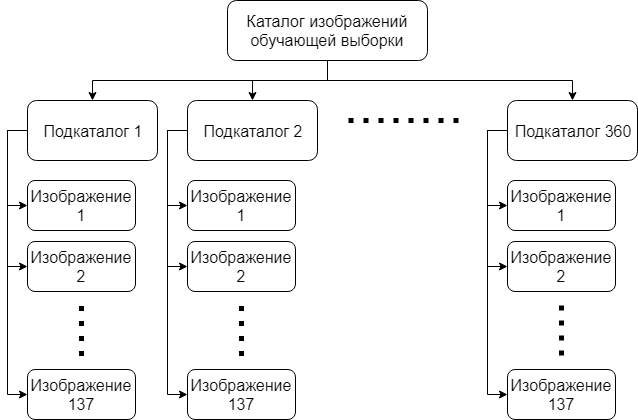 Каталог изображений
обучающей выборки
Подкаталог 1
Подкаталог 2
Подкаталог 360
Изображение
1
Изображение
1
Изображение
1
Изображение
2
Изображение
2
Изображение
2
Изображение
137
Изображение
137
Изображение
137